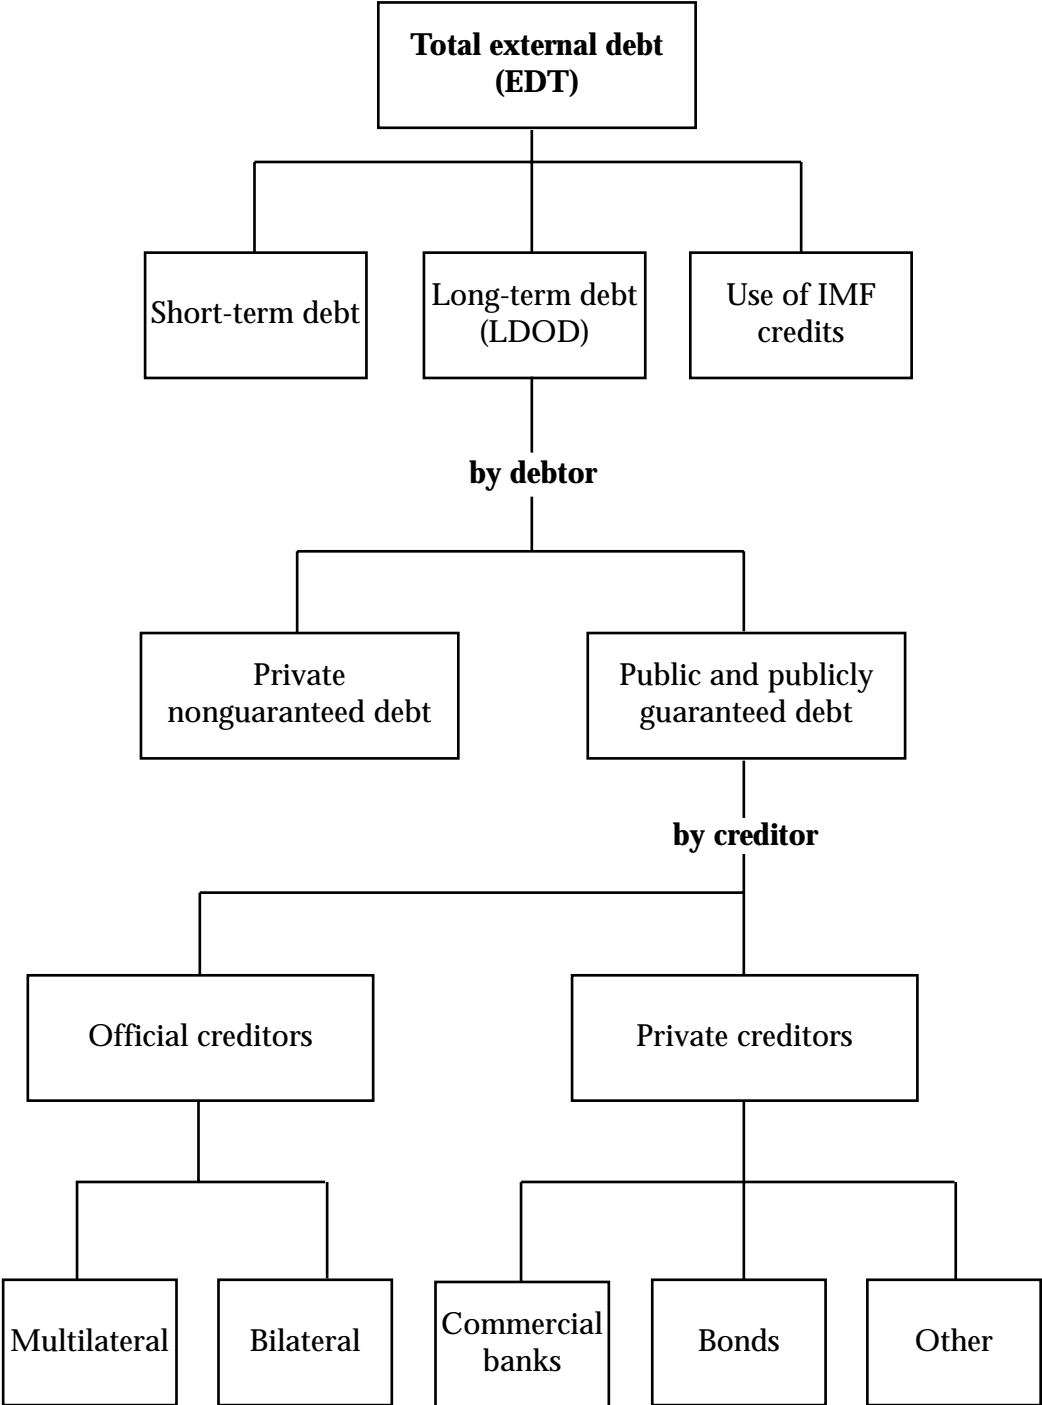 Total external debt
(EDT)
Short-term debt
Long-term debt
(LDOD)
Use of IMF
credits
by debtor
Private
nonguaranteed debt
Public and publicly
guaranteed debt
by creditor
Official creditors
Private creditors
Multilateral
Bilateral
Commercial
banks
Bonds
Other